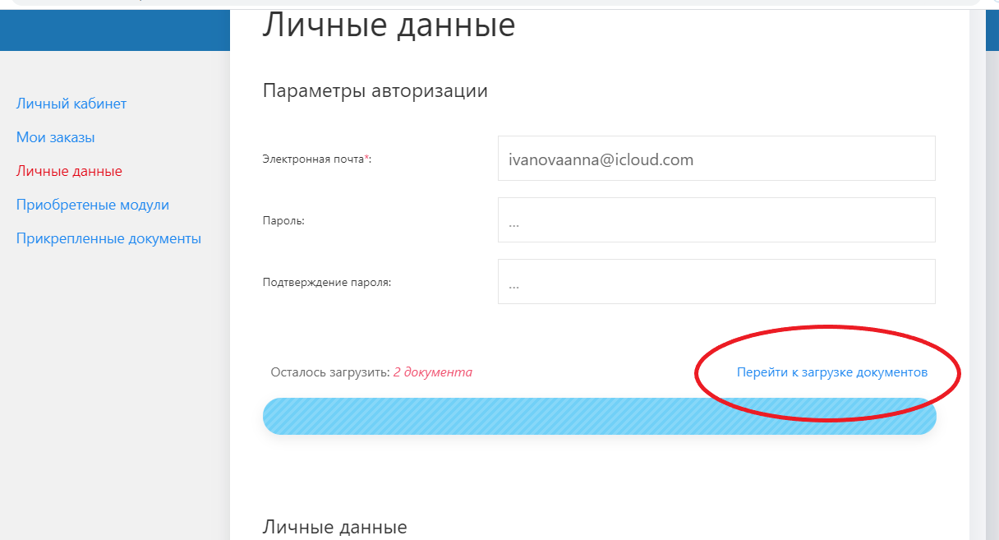 Личные данные
Параметры авторизации
Личный кабинет
Мои заказы
Личные данные
Приобретеные модули
Прикрепленные документы
Электронная почта*:
ivanovaanna@icloud.com
Пароль:
...
Подтверждение пароля:
...
Осталось загрузить: 2 документа
Перейти к загрузке документов
Личные данные